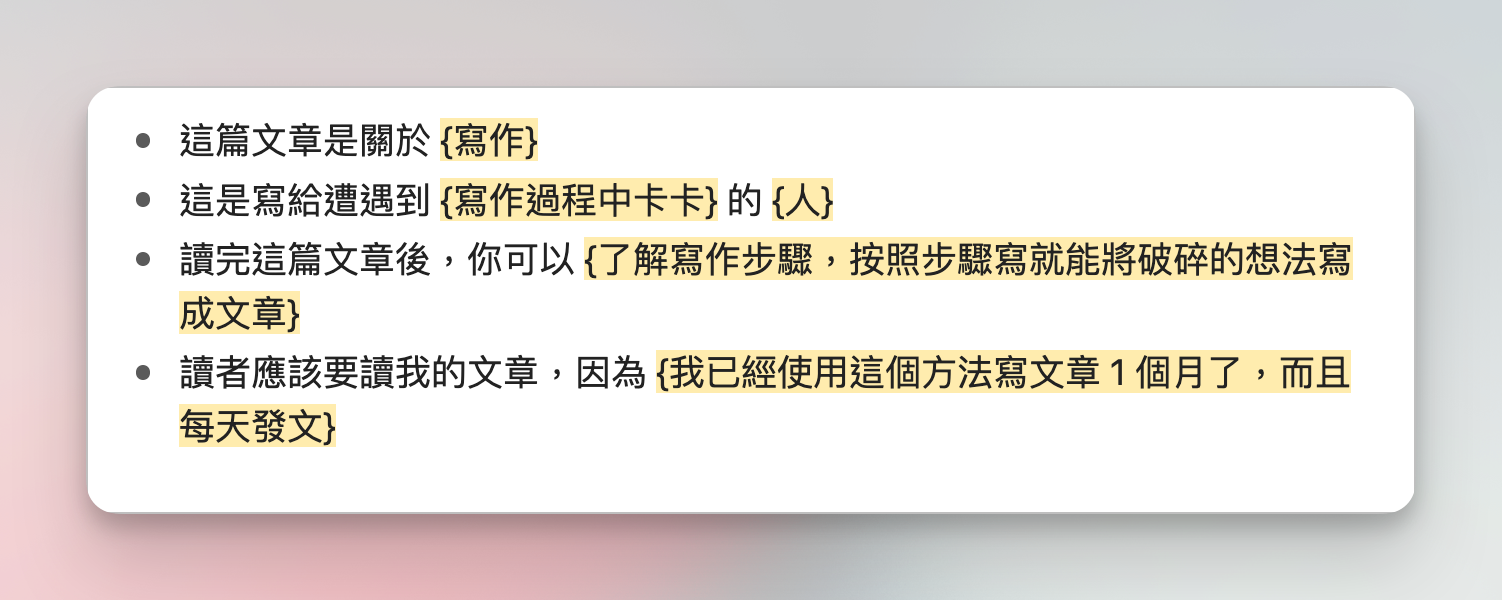 • 這篇文章是關於 {寫作}
• 這是寫給遭遇到 {寫作過程中卡卡} 的 {人}
• 讀完這篇文章後，你可以 {了解寫作步驟，按照步驟寫就能將破碎的想法寫
成文章}
• 讀者應該要讀我的文章，因為 {我已經使用這個方法寫文章 1 個月了，而且
每天發文}